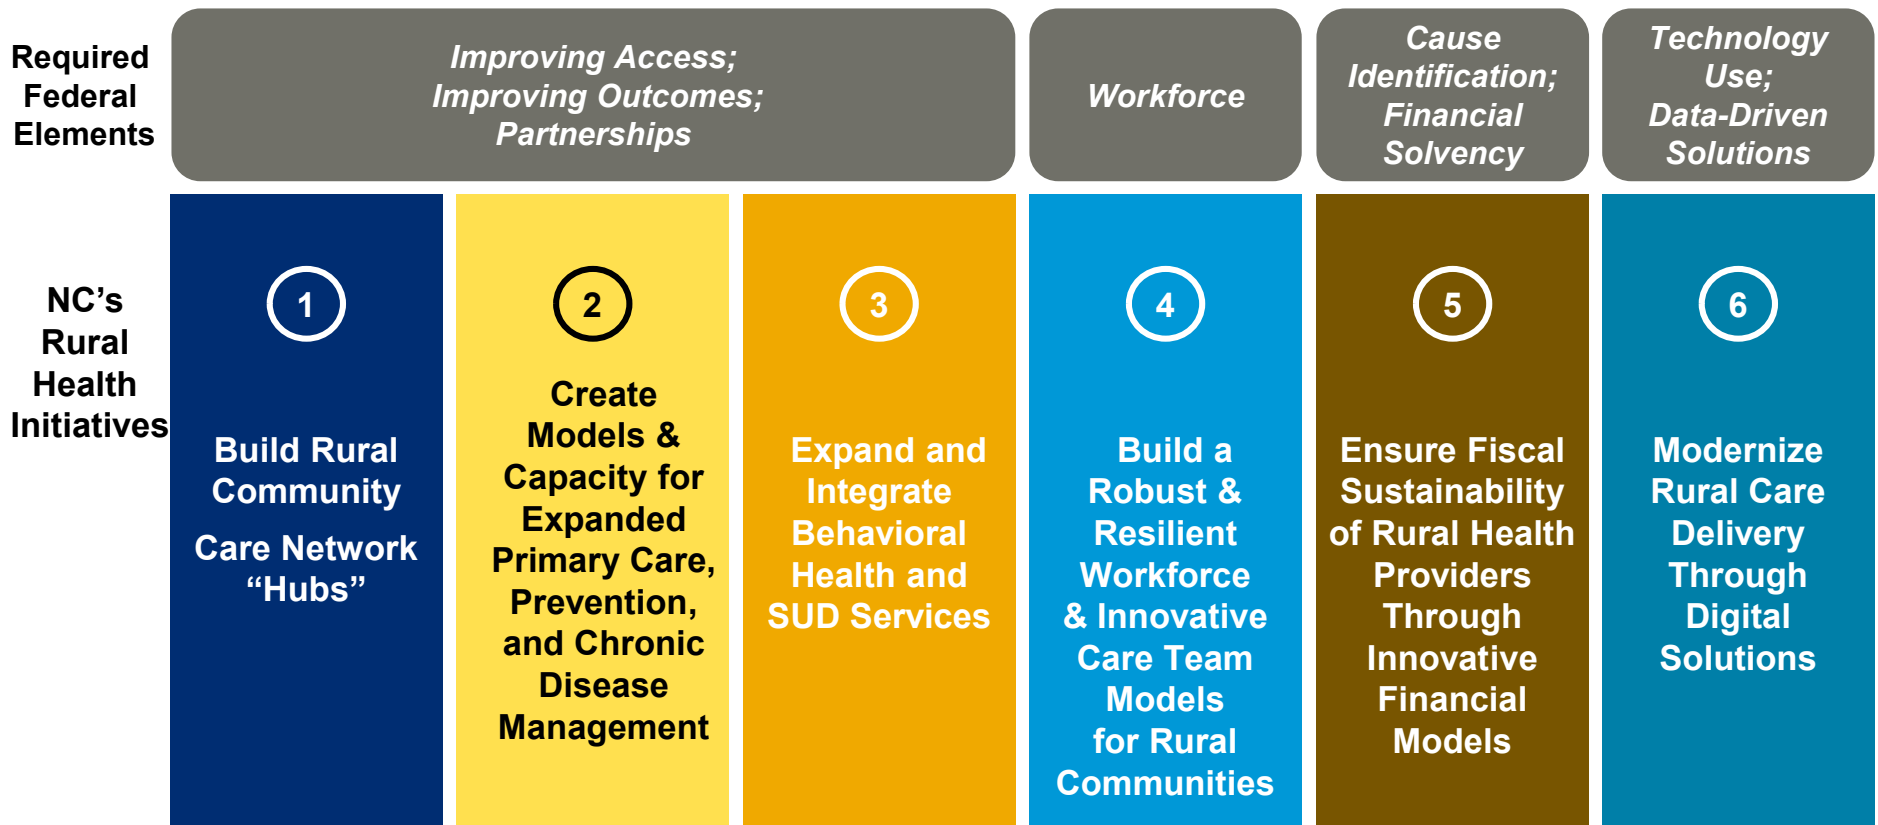 Required
Federal
Elements
Improving Access;
Improving Outcomes;
Partnerships
Workforce
Cause
Identification;
Financial
Solvency
Technology
Use;
Data-Driven
Solutions
NC’s
Rural
Health
Initiatives
1
Build Rural
Community
Care Network
“Hubs”
2
Create
Models &
Capacity for
Expanded
Primary Care,
Prevention,
and Chronic
Disease
Management
3
Expand and
Integrate
Behavioral
Health and
SUD Services
4
Build a
Robust &
Resilient
Workforce
& Innovative
Care Team
Models
for Rural
Communities
5
Ensure Fiscal
Sustainability
of Rural Health
Providers
Through
Innovative
Financial
Models
6
Modernize
Rural Care
Delivery
Through
Digital
Solutions